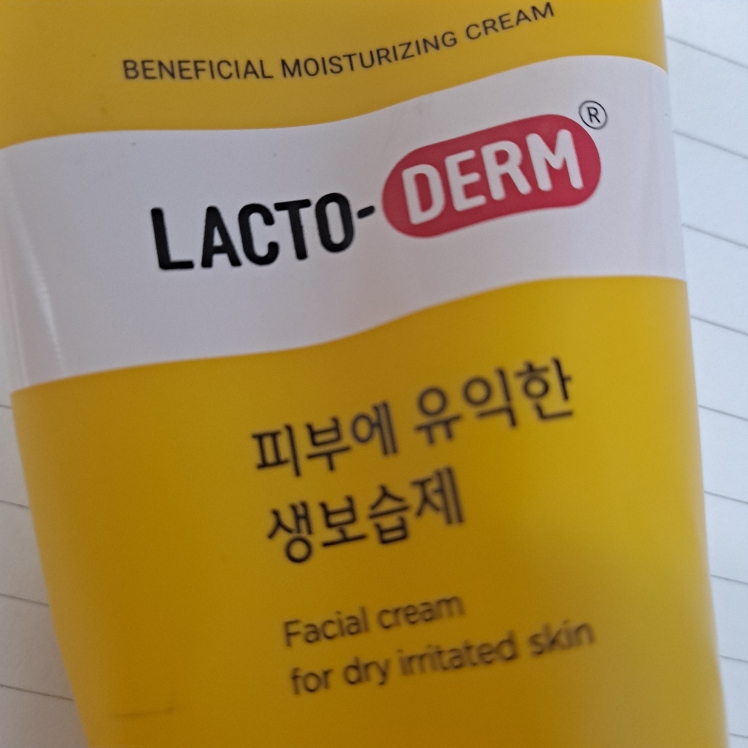 BENEFICIAL MOISTURIZING CREAM
LACTO-DERM®
피부에 유익한
생보습제
Facial cream
for dry irritated skin